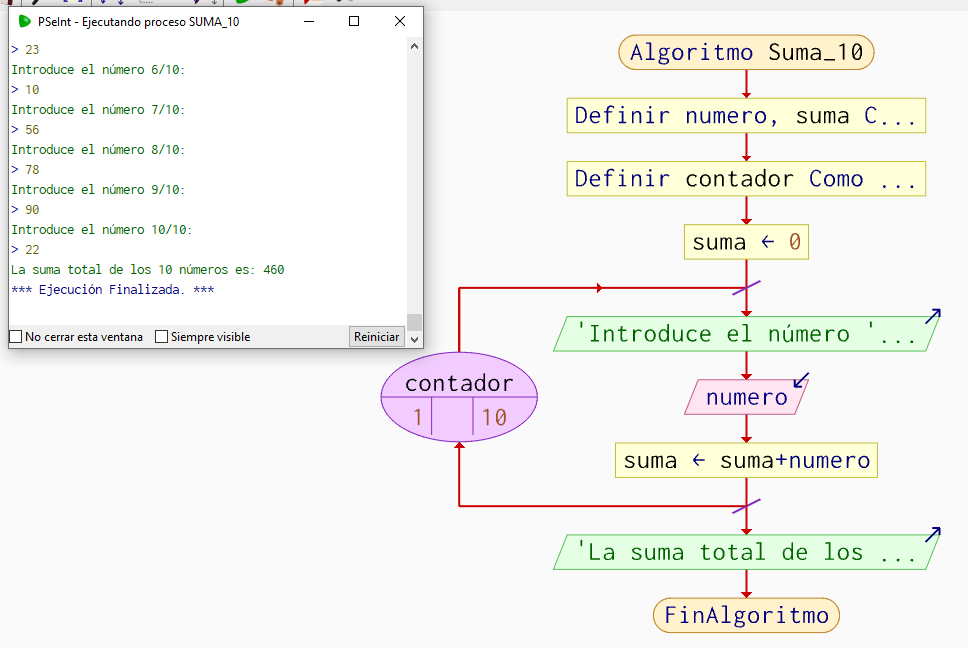 PSeInt - Ejecutando proceso SUMA_10
> 23
Introduce el número 6/10:
> 10
Introduce el número 7/10:
> 56
Introduce el número 8/10:
> 78
Introduce el número 9/10:
> 90
Introduce el número 10/10:
> 22
La suma total de los 10 números es: 460
*** Ejecución Finalizada. ***
No cerrar esta ventana
Siempre visible
Reiniciar
Algoritmo Suma_10
Definir numero, suma C...
Definir contador Como ...
suma ← 0
'Introduce el número '...
contador
1 10
numero
suma ← suma+numero
'La suma total de los ...
FinAlgoritmo